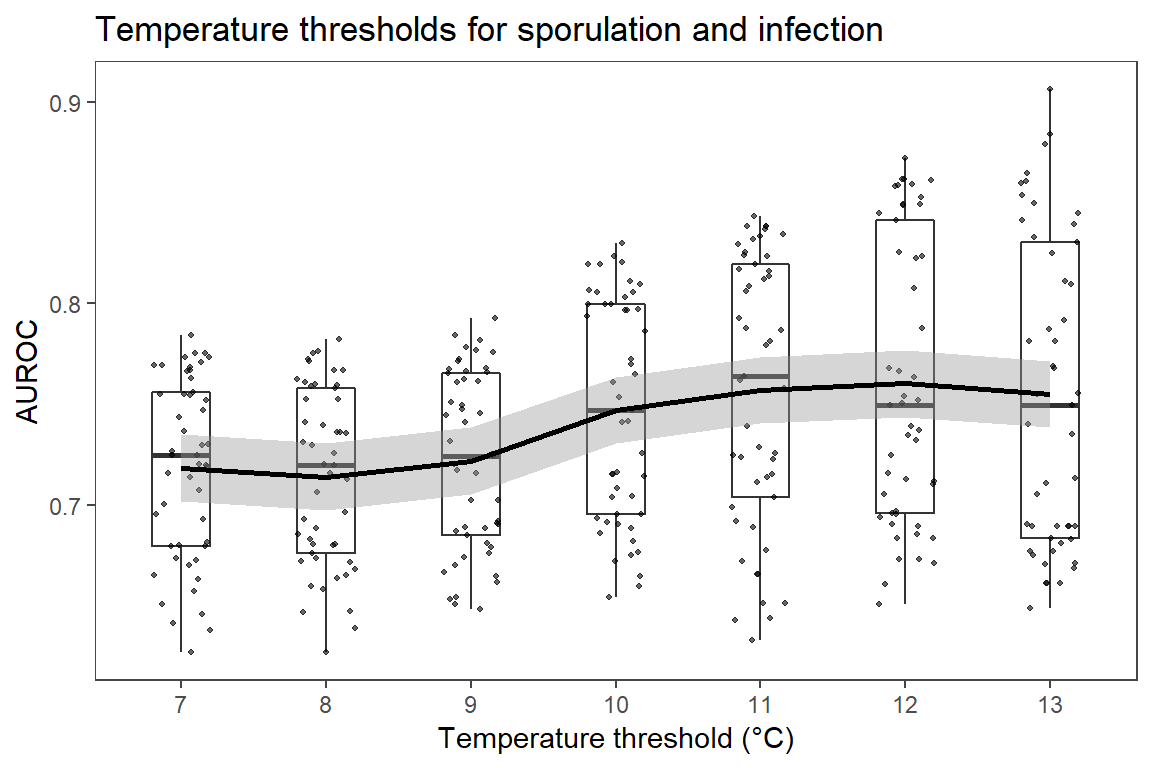 Temperature thresholds for sporulation and infection
0.9
0.8
0.7
AUROC
7 8 9 10 11 12 13
Temperature threshold (°C)